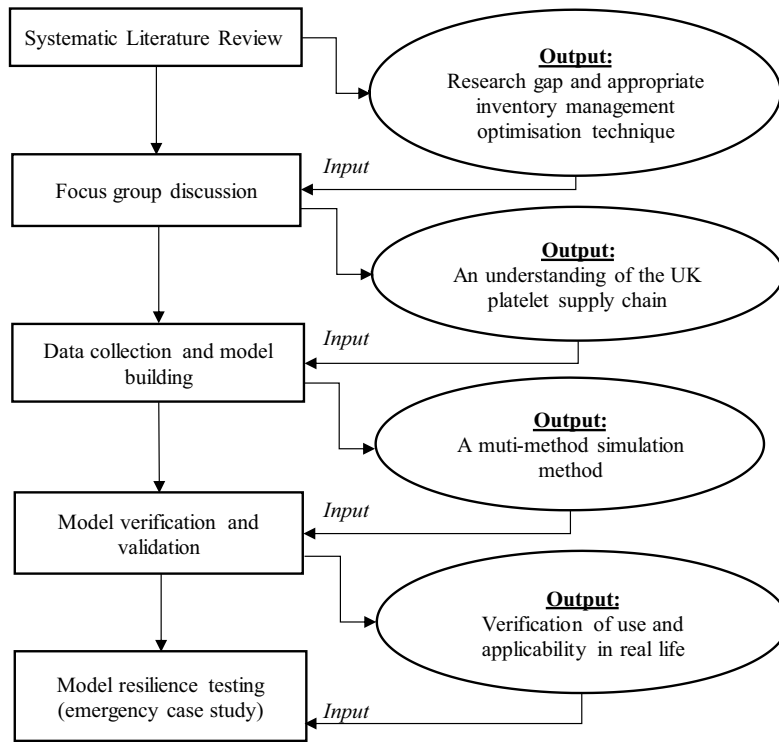 Systematic Literature Review
Output:
Research gap and appropriate
inventory management
optimisation technique
Input
Focus group discussion
Output:
An understanding of the UK
platelet supply chain
Input
Data collection and model
building
Output:
A muti-method simulation
method
Input
Model verification and
validation
Output:
Verification of use and
applicability in real life
Input
Model resilience testing
(emergency case study)